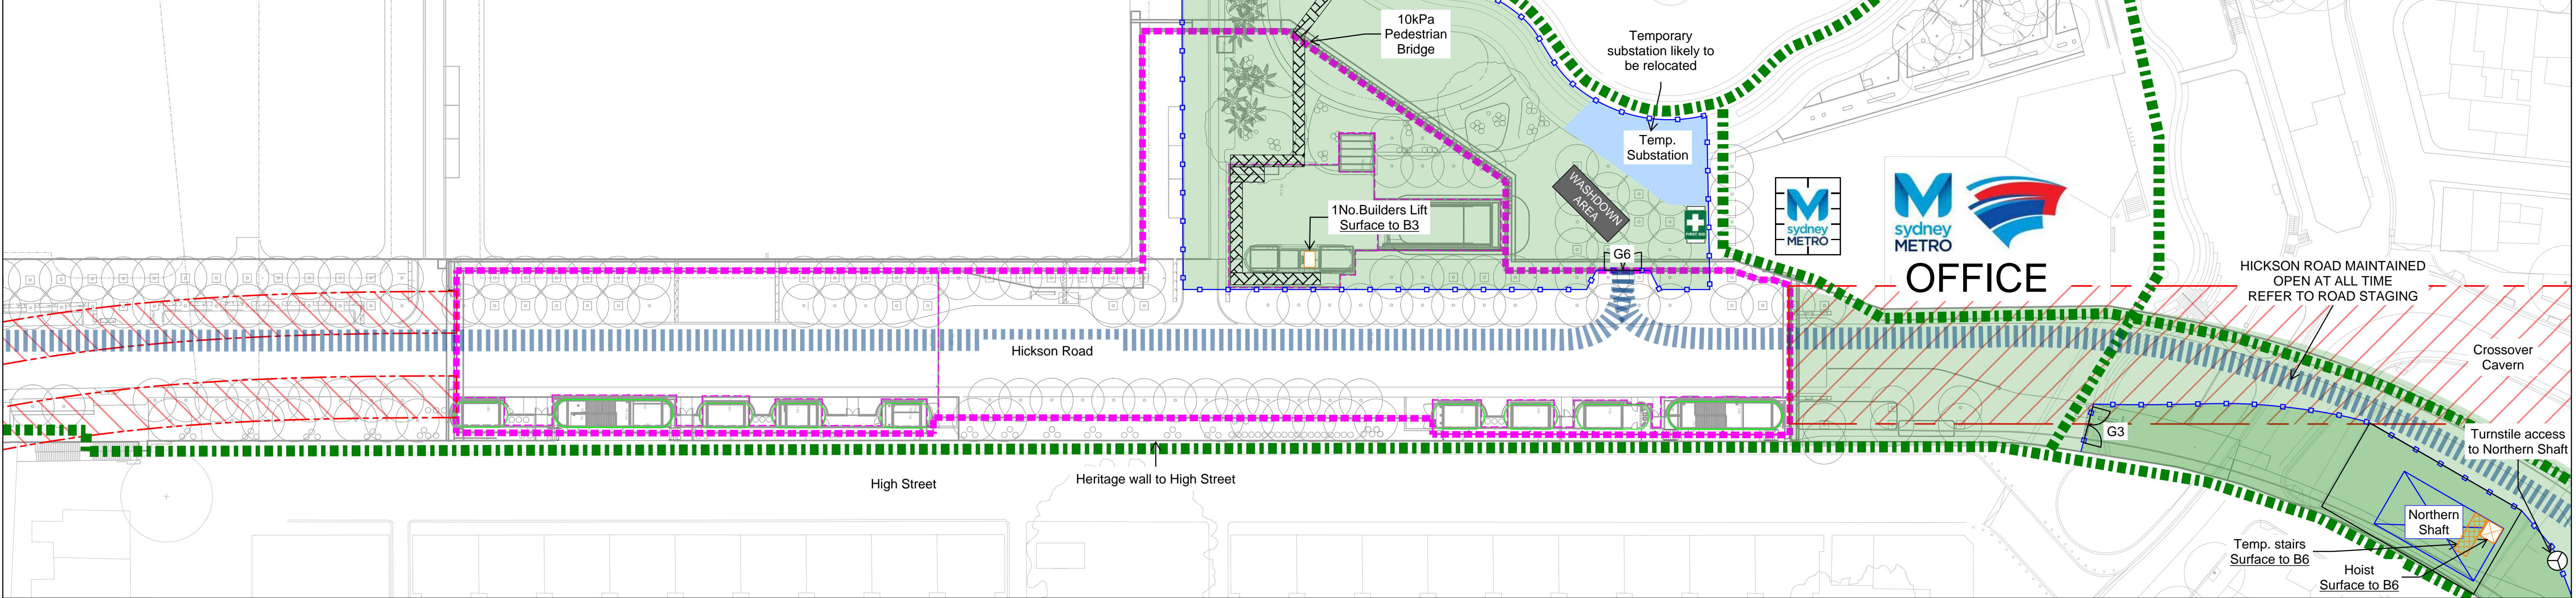 10kPa
Pedestrian
Bridge
Temporary
substation likely to
be relocated
Temp.
Substation
WASHDOWN
AREA
1No.Builders Lift
Surface to B3
FIRST AID
G6
sydney
METRO
sydney
METRO
OFFICE
HICKSON ROAD MAINTAINED
OPEN AT ALL TIME
REFER TO ROAD STAGING
Crossover
Cavern
Hickson Road
G3
Turnstile access
to Northern Shaft
High Street
Heritage wall to High Street
Northern
Shaft
Temp. stairs
Surface to B6
Hoist
Surface to B6